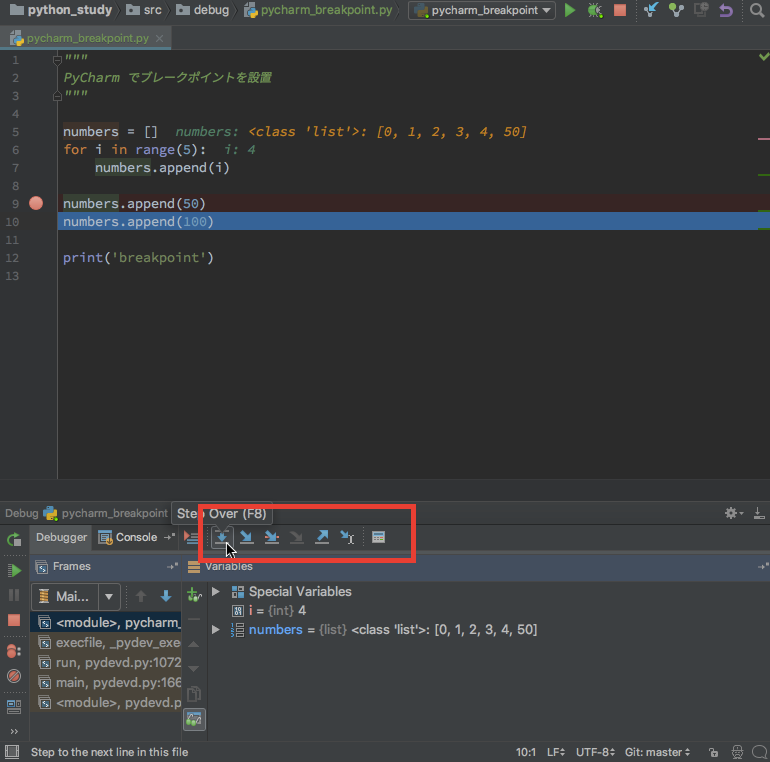 python_study src debug pycharm_breakpoint.py pycharm_breakpoint
pycharm_breakpoint.py
1 """
2 PyCharm でブレークポイントを設置
3 """
4
5 numbers = [] numbers: <class 'list'>: [0, 1, 2, 3, 4, 50]
6 for i in range(5): i: 4
7 numbers.append(i)
8
9 numbers.append(50)
10 numbers.append(100)
11
12 print('breakpoint')
13
Debug pycharm_breakpoint Step Over (F8)
Debugger Console
Frames Variables
Mai... Special Variables
i = {int} 4
<module>, pycharm_ numbers = {list} <class 'list'>: [0, 1, 2, 3, 4, 50]
execfile, _pydev_exe
run, pydevd.py:1072
main, pydevd.py:166
<module>, pydevd.p
Step to the next line in this file 10:1 LF÷ UTF-8÷ Git: master÷